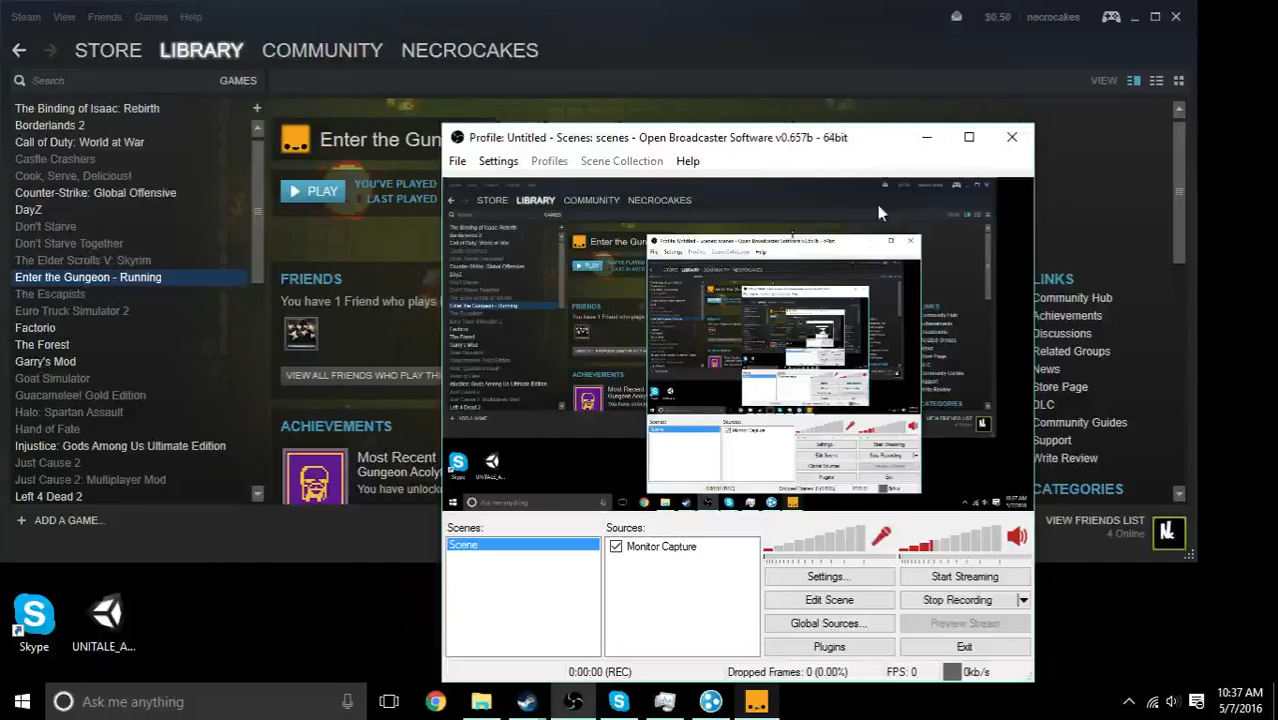 Steam View Friends Games Help $0.50 necrocakes
STORE LIBRARY COMMUNITY NECROCAKES
Search GAMES VIEW
The Binding of Isaac: Rebirth
Borderlands 2
Call of Duty: World at War
Castle Crashers
Cook, Serve, Delicious!
Counter-Strike: Global Offensive
DayZ
Don't Starve
Don't Starve Together
The Elder Scrolls V: Skyrim
Enter the Gungeon - Running
The Escapists
Euro Truck Simulator 2
Factorio
The Forest
Garry's Mod
Goat Simulator
Guacamelee! Gold Edition
Halo: Spartan Assault
Hand of Fate
Injustice: Gods Among Us Ultimate Edition
Just Cause 2
Just Cause 2: Multiplayer Mod
Left 4 Dead 2
ADD A GAME...
Enter the G
PLAY
YOU'VE PLAYED
LAST PLAYED
FRIENDS
You have 1 Friend who plays
VIEW ALL FRIENDS WHO PLAY THI
ACHIEVEMENTS
Most Recent
Gungeon Acoly
You have unlock
LINKS
Community Hub
Achievements
Discussions
Related Groups
News
Store Page
DLC
Community Guides
Support
Write Review
CATEGORIES
VIEW FRIENDS LIST
4 Online
Profile: Untitled - Scenes: scenes - Open Broadcaster Software v0.657b - 64bit
File Settings Profiles Scene Collection Help
STORE LIBRARY COMMUNITY NECROCAKES
Scenes: Sources:
Scene
Monitor Capture
Settings... Start Streaming
Edit Scene Stop Recording
Global Sources... Preview Stream
Plugins Exit
0:00:00 (REC) Dropped Frames: 0 (0.00%) FPS: 0 0kb/s
Skype
UNITALE_A...
Ask me anything
10:37 AM
5/7/2016